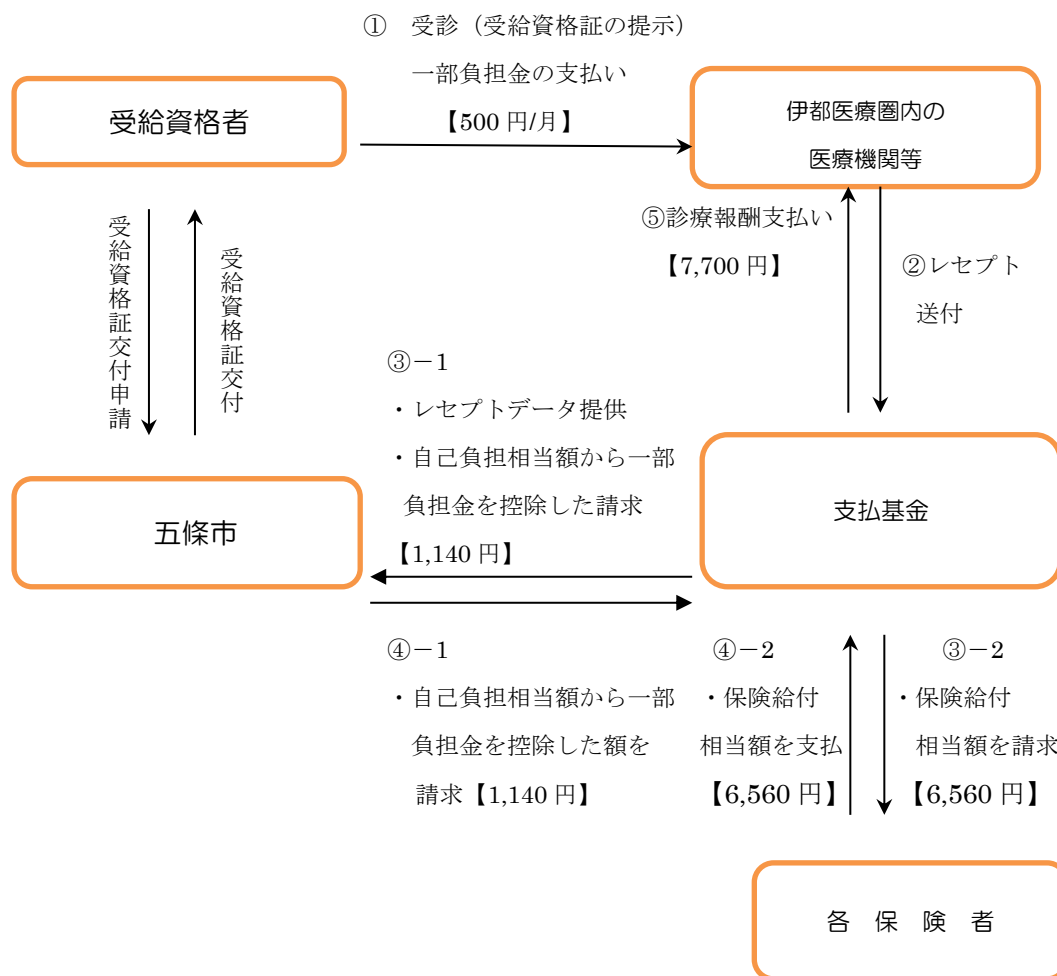 ① 受診（受給資格証の提示）
一部負担金の支払い
【500 円/月】
受給資格者
伊都医療圏内の
医療機関等
受給資格証交付申請
受給資格証交付
⑤診療報酬支払い
【7,700 円】
②レセプト
送付
③－1
・レセプトデータ提供
・自己負担相当額から一部
負担金を控除した請求
【1,140 円】
五條市
支払基金
④－1
・自己負担相当額から一部
負担金を控除した額を
請求【1,140 円】
④－2
・保険給付
相当額を支払
【6,560 円】
③－2
・保険給付
相当額を請求
【6,560 円】
各 保 険 者